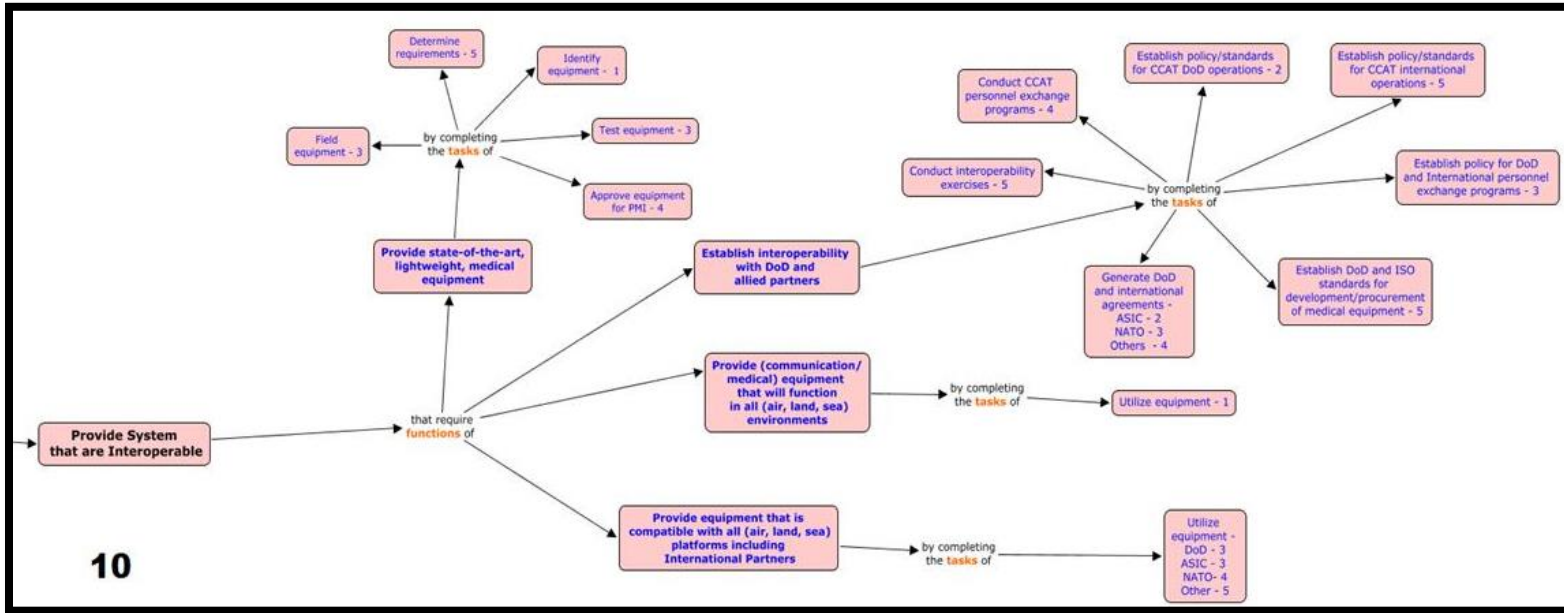 Determine
requirements - 5
Identify
equipment - 1
Field
equipment - 3
by completing
the tasks of
Test equipment - 3
Approve equipment
for PMI - 4
Provide state-of-the-art,
lightweight, medical
equipment
Establish interoperability
with DoD and
allied partners
Conduct CCAT
personnel exchange
programs - 4
Establish policy/standards
for CCAT DoD operations - 2
Establish policy/standards
for CCAT international
operations - 5
Conduct interoperability
exercises - 5
by completing
the tasks of
Establish policy for DoD
and International personnel
exchange programs - 3
Generate DoD
and international
agreements -
ASIC - 2
NATO - 3
Others - 4
Establish DoD and ISO
standards for
development/procurement
of medical equipment - 5
Provide System
that are Interoperable
that require
functions of
Provide (communication/
medical) equipment
that will function
in all (air, land, sea)
environments
by completing
the tasks of
Utilize equipment - 1
Provide equipment that is
compatible with all (air, land, sea)
platforms including
International Partners
by completing
the tasks of
Utilize
equipment -
DoD - 3
ASIC - 3
NATO- 4
Other - 5
10